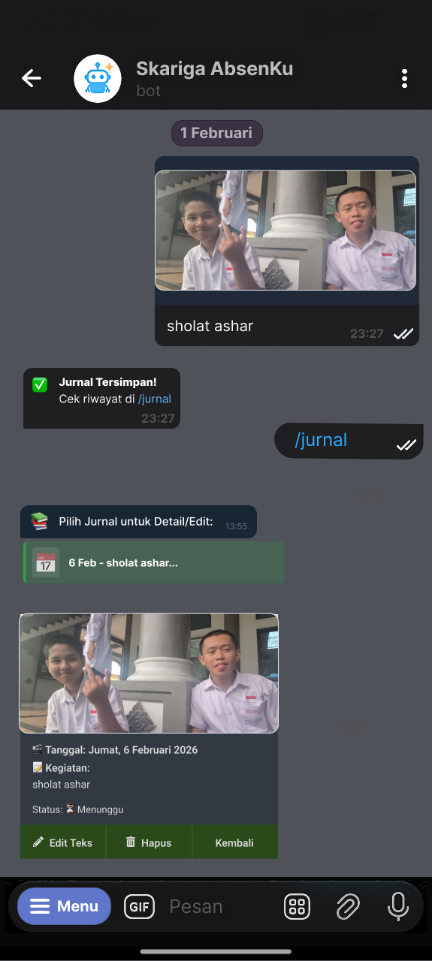 Skariga AbsenKu
bot
1 Februari
sholat ashar
23:27
Jurnal Tersimpan!
Cek riwayat di /jurnal
23:27
/jurnal
Pilih Jurnal untuk Detail/Edit:
13:55
17
6 Feb - sholat ashar...
Tanggal: Jumat, 6 Februari 2026
Kegiatan:
sholat ashar
Status: Menunggu
Edit Teks
Hapus
Kembali
Menu
GIF
Pesan